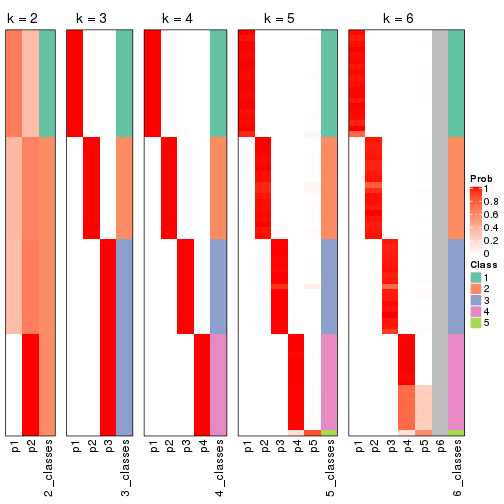 k = 2
k = 3
k = 4
k = 5
k = 6
p1
p2
2_classes
p1
p2
p3
3_classes
p1
p2
p3
p4
4_classes
p1
p2
p3
p4
p5
5_classes
p1
p2
p3
p4
p5
p6
6_classes
Prob
1
0.8
0.6
0.4
0.2
0
Class
1
2
3
4
5